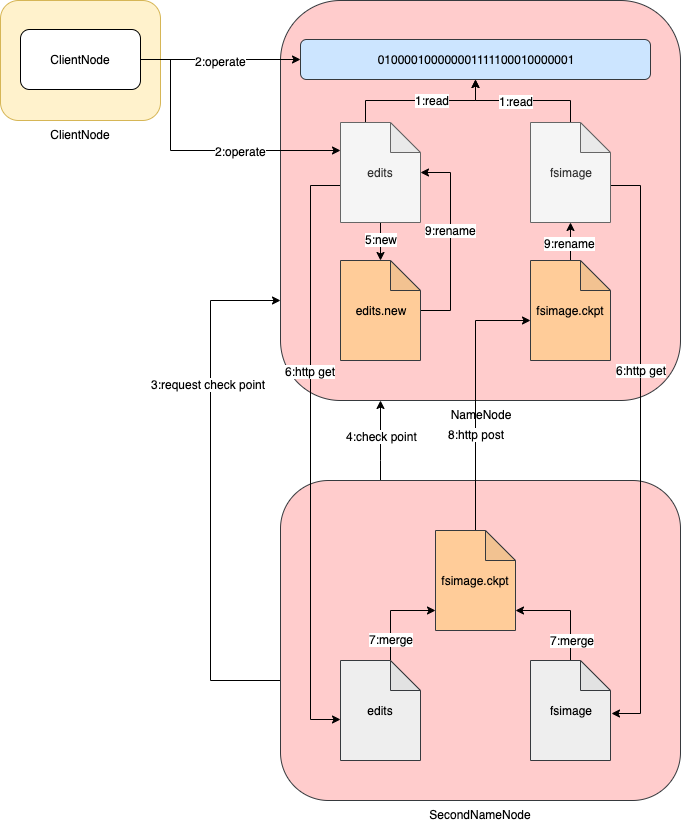 ClientNode
ClientNode
2:operate
010000100000001111100010000001
1:read
1:read
2:operate
edits
fsimage
5:new
9:rename
9:rename
edits.new
fsimage.ckpt
6:http get
6:http get
3:request check point
NameNode
4:check point
8:http post
fsimage.ckpt
7:merge
7:merge
edits
fsimage
SecondNameNode